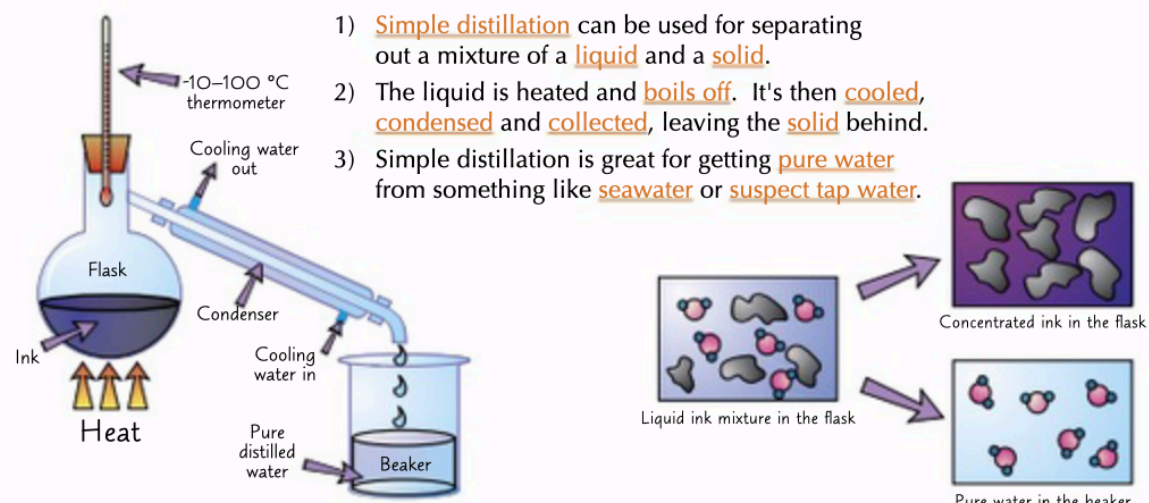 1) Simple distillation can be used for separating
out a mixture of a liquid and a solid.
2) The liquid is heated and boils off. It's then cooled,
condensed and collected, leaving the solid behind.
3) Simple distillation is great for getting pure water
from something like seawater or suspect tap water.
-10–100 °C
thermometer
Cooling water
out
Flask
Condenser
Ink
Cooling
water in
Heat
Pure
distilled
water
Beaker
Liquid ink mixture in the flask
Concentrated ink in the flask
Pure water in the beaker